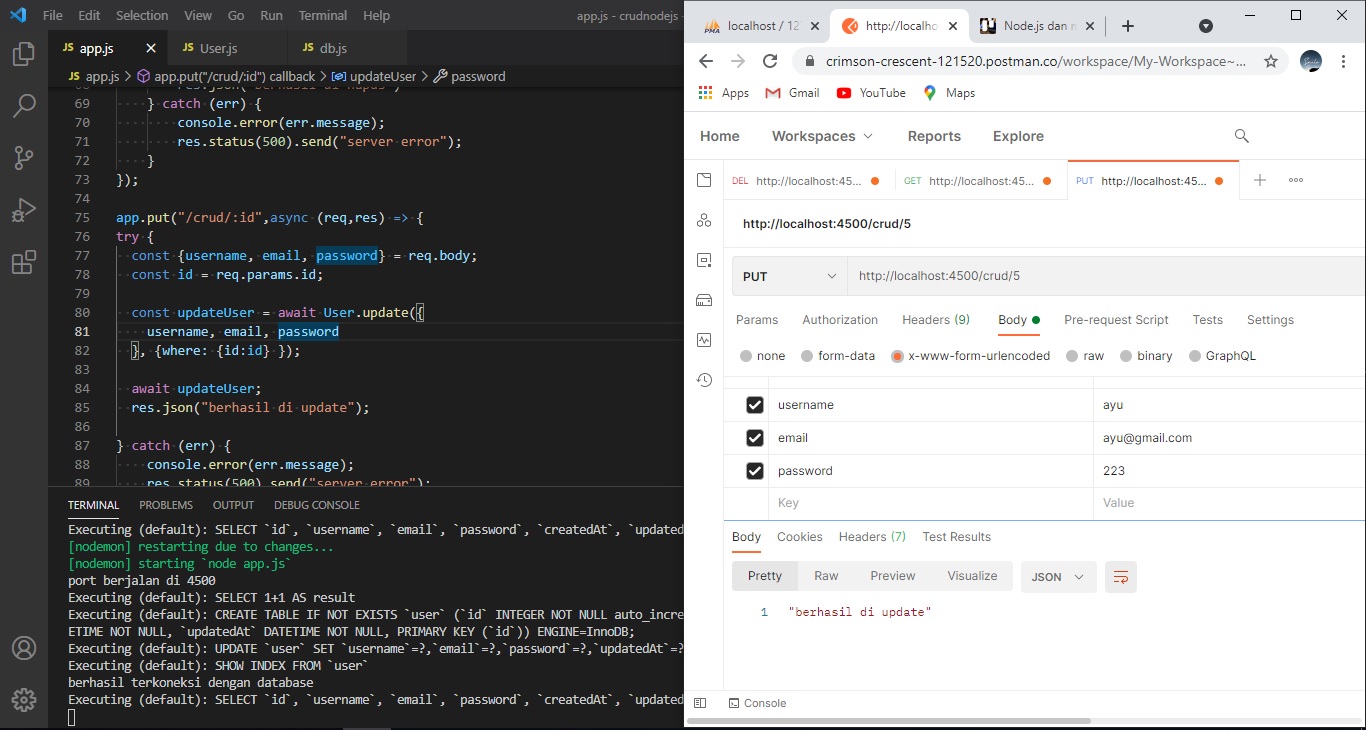 File Edit Selection View Go Run Terminal Help
app.js - crudnodejs -
JS app.js
JS User.js
JS db.js
JS app.js > app.put("/crud/:id") callback > updateUser > password
68 res.json("berhasil di hapus")
69 } catch (err) {
70 console.error(err.message);
71 res.status(500).send("server error");
72 }
73 });
74
75 app.put("/crud/:id",async (req,res) => {
76 try {
77 const {username, email, password} = req.body;
78 const id = req.params.id;
79
80 const updateUser = await User.update({
81 username, email, password
82 }, {where: {id:id} });
83
84 await updateUser;
85 res.json("berhasil di update");
86
87 } catch (err) {
88 console.error(err.message);
89 res.status(500).send("server error");
TERMINAL PROBLEMS OUTPUT DEBUG CONSOLE
Executing (default): SELECT `id`, `username`, `email`, `password`, `createdAt`, `updated
[nodemon] restarting due to changes...
[nodemon] starting `node app.js`
port berjalan di 4500
Executing (default): SELECT 1+1 AS result
Executing (default): CREATE TABLE IF NOT EXISTS `user` (`id` INTEGER NOT NULL auto_incre
ETIME NOT NULL, `updatedAt` DATETIME NOT NULL, PRIMARY KEY (`id`)) ENGINE=InnoDB;
Executing (default): UPDATE `user` SET `username`=?,`email`=?,`password`=?,`updatedAt`=?
Executing (default): SHOW INDEX FROM `user`
berhasil terkoneksi dengan database
Executing (default): SELECT `id`, `username`, `email`, `password`, `createdAt`, `updated
PMA localhost / 12
http://localh
Node.js dan m
crimson-crescent-121520.postman.co/workspace/My-Workspace~...
Apps Gmail YouTube Maps
Home Workspaces Reports Explore
DEL http://localhost:45...
GET http://localhost:45...
PUT http://localhost:45...
http://localhost:4500/crud/5
PUT http://localhost:4500/crud/5
Params Authorization Headers (9) Body Pre-request Script Tests Settings
none form-data x-www-form-urlencoded raw binary GraphQL
username ayu
email ayu@gmail.com
password 223
Key Value
Body Cookies Headers (7) Test Results
Pretty Raw Preview Visualize JSON
1 "berhasil di update"
Console